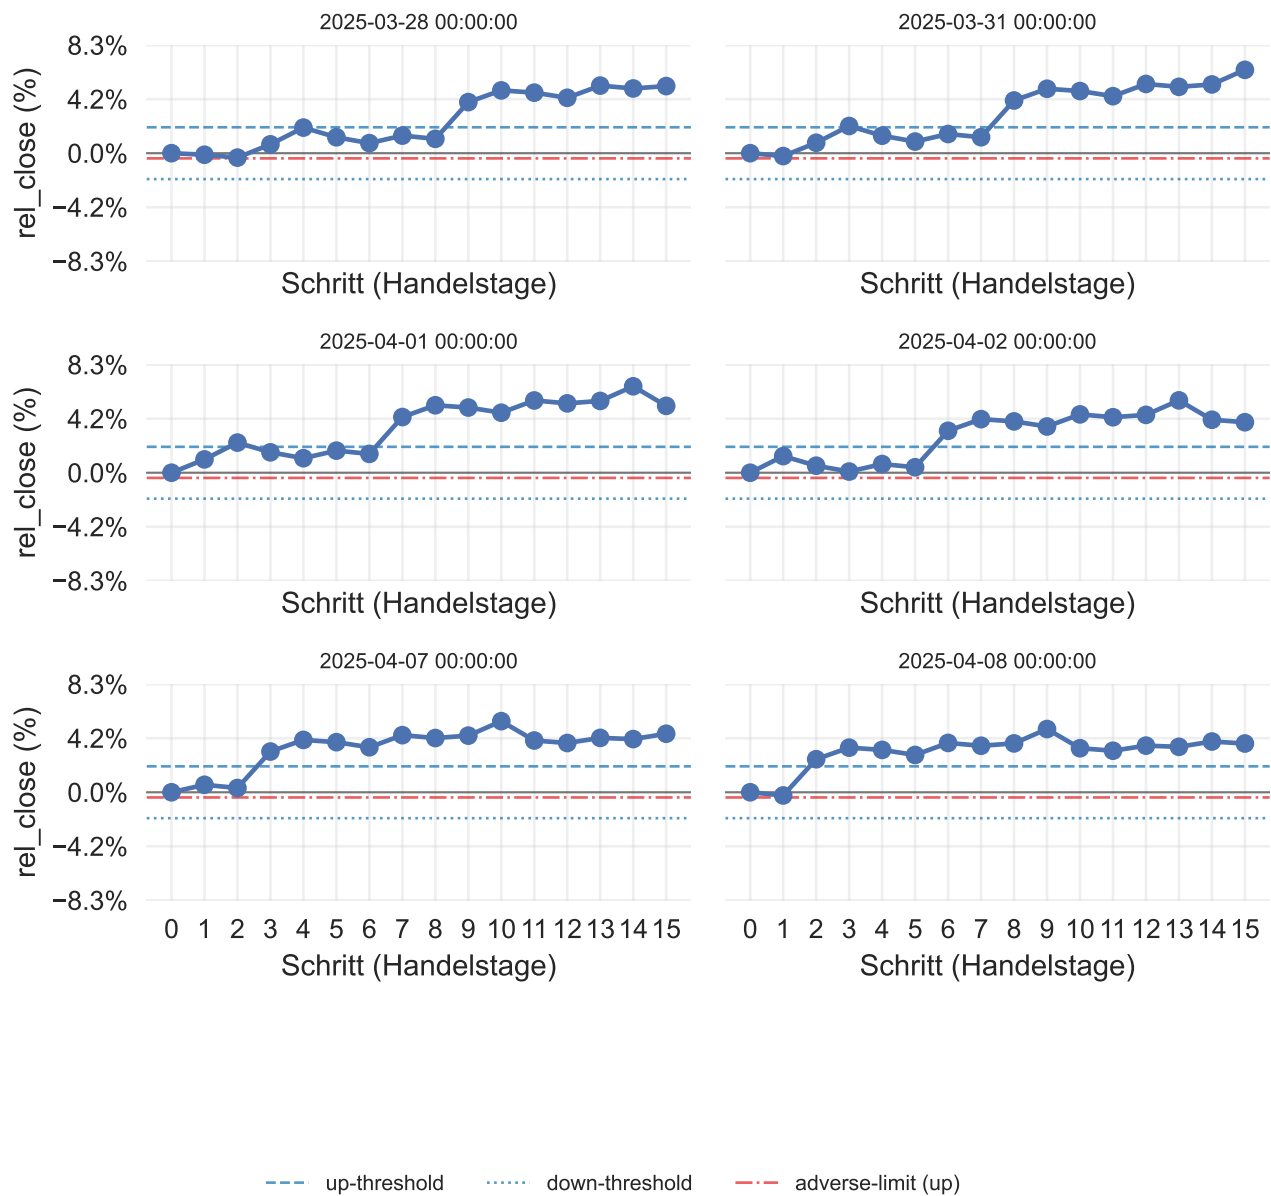 2025-03-28 00:00:00
2025-03-31 00:00:00
rel_close (%)
8.3%
4.2%
0.0%
−4.2%
−8.3%
Schritt (Handelstage)
Schritt (Handelstage)
2025-04-01 00:00:00
2025-04-02 00:00:00
rel_close (%)
8.3%
4.2%
0.0%
−4.2%
−8.3%
Schritt (Handelstage)
Schritt (Handelstage)
2025-04-07 00:00:00
2025-04-08 00:00:00
rel_close (%)
8.3%
4.2%
0.0%
−4.2%
−8.3%
0 1 2 3 4 5 6 7 8 9 10 11 12 13 14 15
0 1 2 3 4 5 6 7 8 9 10 11 12 13 14 15
Schritt (Handelstage)
Schritt (Handelstage)
up-threshold
down-threshold
adverse-limit (up)